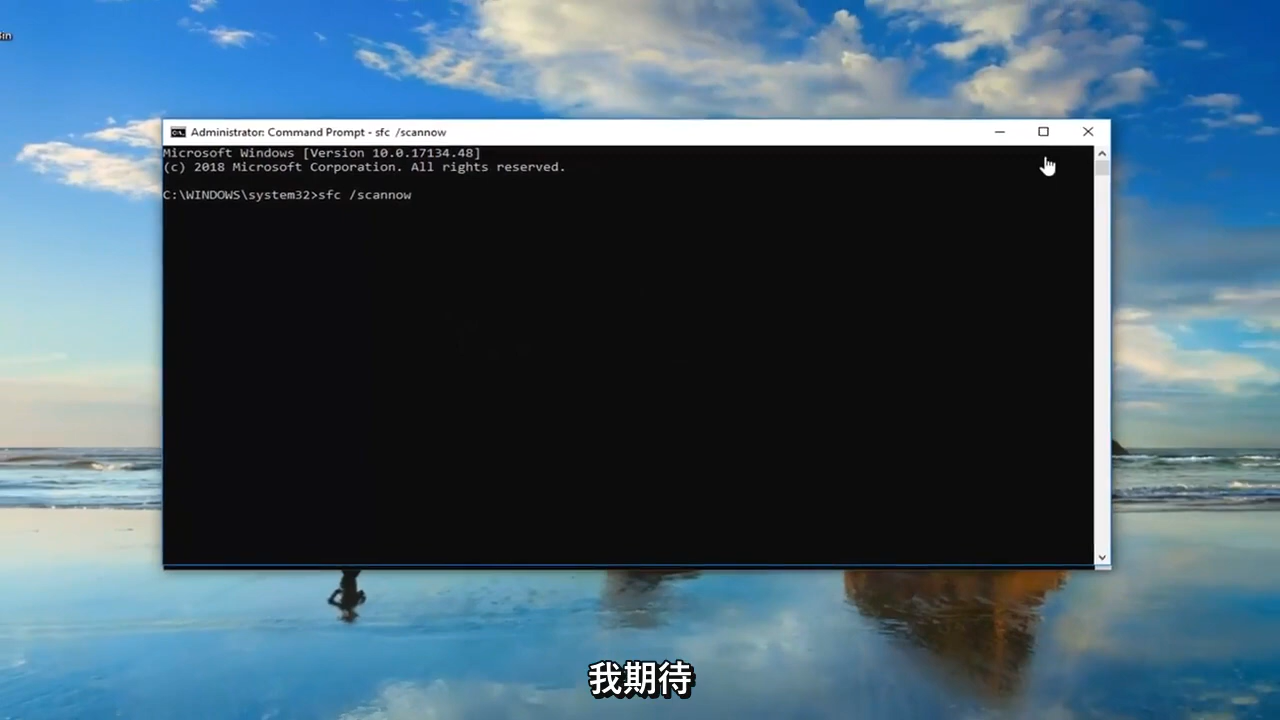 Administrator: Command Prompt - sfc /scannow
Microsoft Windows [Version 10.0.17134.48]
(c) 2018 Microsoft Corporation. All rights reserved.
C:\WINDOWS\system32>sfc /scannow
我期待